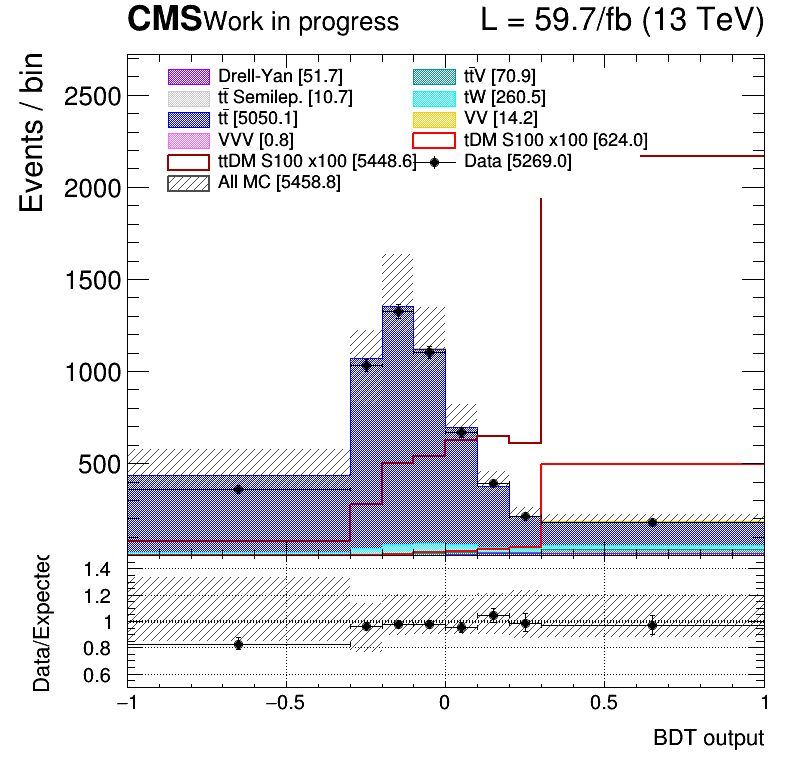 CMS Work in progress L = 59.7/fb (13 TeV)
Events / bin
Drell-Yan [51.7] tt̄V [70.9]
tt̄ Semilep. [10.7] tW [260.5]
tt̄ [5050.1] VV [14.2]
VVV [0.8] tDM S100 x100 [624.0]
ttDM S100 x100 [5448.6] Data [5269.0]
All MC [5458.8]
2500
2000
1500
1000
500
Data/Expected
1.4
1.2
1
0.8
0.6
−1 −0.5 0 0.5 1
BDT output